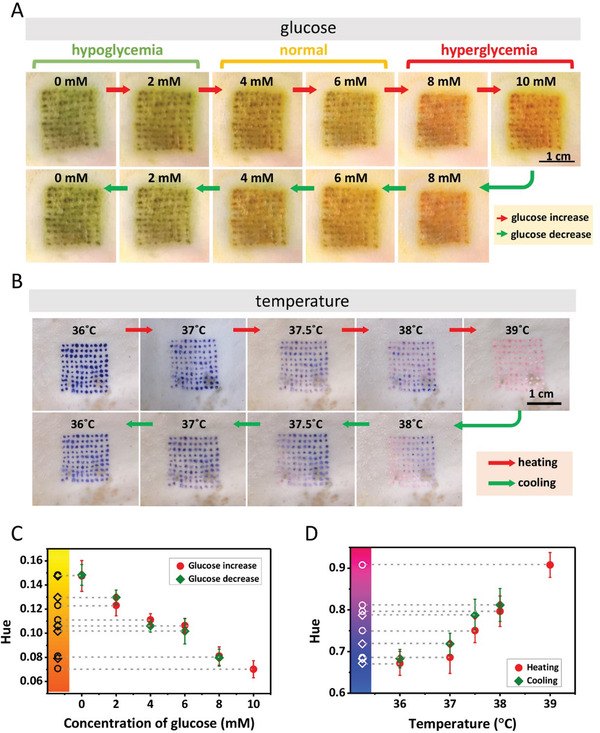 A
glucose
hypoglycemia normal hyperglycemia
0 mM 2 mM 4 mM 6 mM 8 mM 10 mM
1 cm
0 mM 2 mM 4 mM 6 mM 8 mM
glucose increase
glucose decrease
B
temperature
36˚C 37˚C 37.5˚C 38˚C 39˚C
1 cm
36˚C 37˚C 37.5˚C 38˚C
heating
cooling
C
Hue
0.16
0.14
0.12
0.10
0.08
0.06
Glucose increase
Glucose decrease
0 2 4 6 8 10
Concentration of glucose (mM)
D
Hue
0.9
0.8
0.7
0.6
Heating
Cooling
36 37 38 39
Temperature (°C)